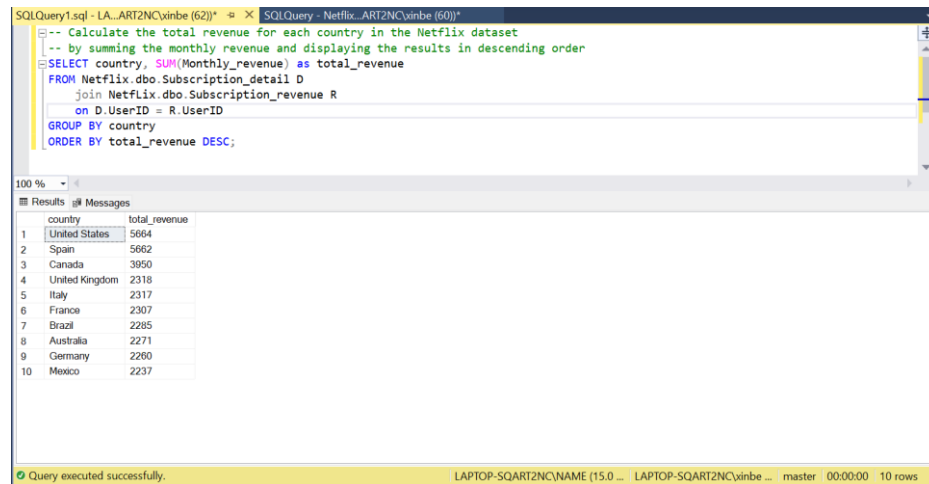 SQLQuery1.sql - LA...ART2NC\xinbe (62))* SQLQuery - Netflix...ART2NC\xinbe (60))*
-- Calculate the total revenue for each country in the Netflix dataset
-- by summing the monthly revenue and displaying the results in descending order
SELECT country, SUM(Monthly_revenue) as total_revenue
FROM Netflix.dbo.Subscription_detail D
join NetfLix.dbo.Subscription_revenue R
on D.UserID = R.UserID
GROUP BY country
ORDER BY total_revenue DESC;
100 %
Results Messages
country total_revenue
1 United States 5664
2 Spain 5662
3 Canada 3950
4 United Kingdom 2318
5 Italy 2317
6 France 2307
7 Brazil 2285
8 Australia 2271
9 Germany 2260
10 Mexico 2237
Query executed successfully. LAPTOP-SQART2NC\NAME (15.0 ... LAPTOP-SQART2NC\xinbe ... master 00:00:00 10 rows